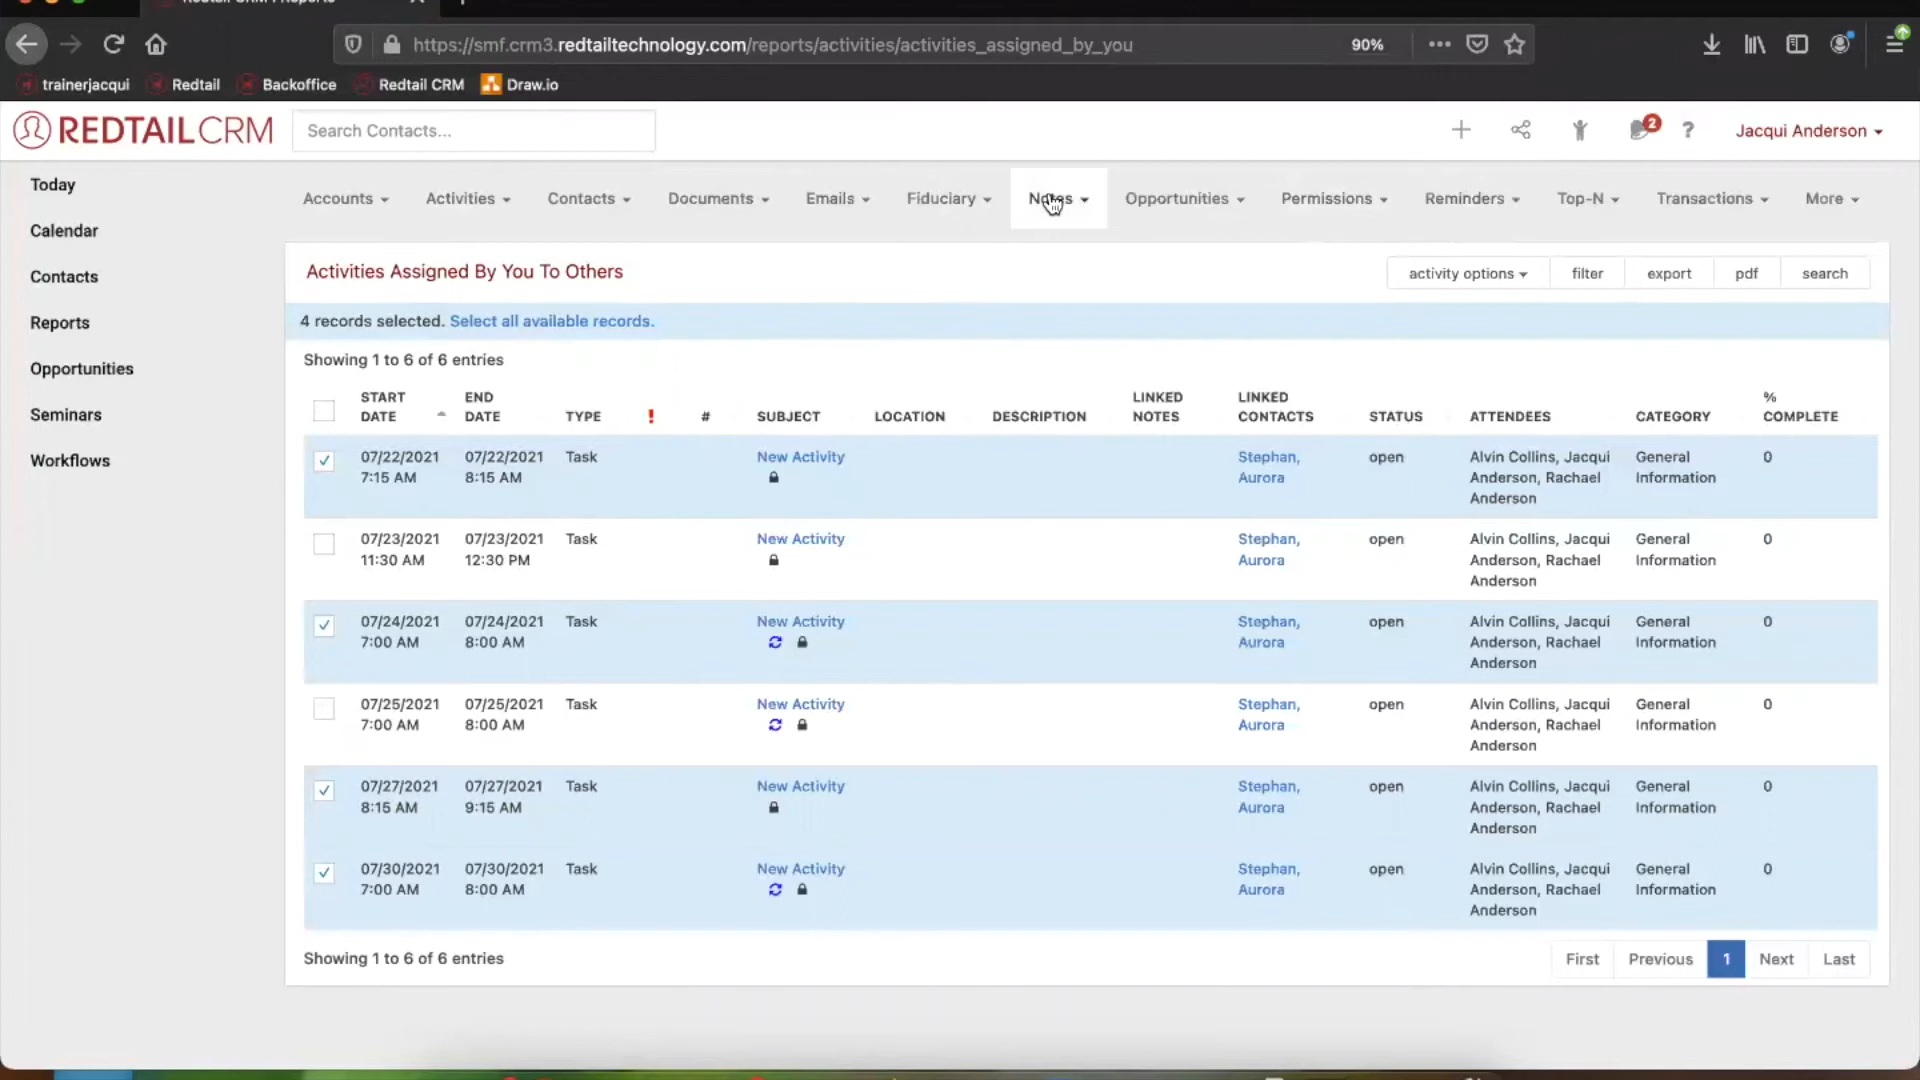 https://smf.crm3.redtailtechnology.com/reports/activities/activities_assigned_by_you
90%
trainerjacqui Redtail Backoffice Redtail CRM Draw.io
REDTAILCRM
Search Contacts...
2
?
Jacqui Anderson
Today
Calendar
Contacts
Reports
Opportunities
Seminars
Workflows
Accounts Activities Contacts Documents Emails Fiduciary Notes Opportunities Permissions Reminders Top-N Transactions More
Activities Assigned By You To Others
activity options filter export pdf search
4 records selected. Select all available records.
Showing 1 to 6 of 6 entries
START END LINKED LINKED %
DATE DATE TYPE ! # SUBJECT LOCATION DESCRIPTION NOTES CONTACTS STATUS ATTENDEES CATEGORY COMPLETE
07/22/2021 07/22/2021 Task New Activity Stephan, open Alvin Collins, Jacqui General 0
7:15 AM 8:15 AM Aurora Anderson, Rachael Information
Anderson
07/23/2021 07/23/2021 Task New Activity Stephan, open Alvin Collins, Jacqui General 0
11:30 AM 12:30 PM Aurora Anderson, Rachael Information
Anderson
07/24/2021 07/24/2021 Task New Activity Stephan, open Alvin Collins, Jacqui General 0
7:00 AM 8:00 AM Aurora Anderson, Rachael Information
Anderson
07/25/2021 07/25/2021 Task New Activity Stephan, open Alvin Collins, Jacqui General 0
7:00 AM 8:00 AM Aurora Anderson, Rachael Information
Anderson
07/27/2021 07/27/2021 Task New Activity Stephan, open Alvin Collins, Jacqui General 0
8:15 AM 9:15 AM Aurora Anderson, Rachael Information
Anderson
07/30/2021 07/30/2021 Task New Activity Stephan, open Alvin Collins, Jacqui General 0
7:00 AM 8:00 AM Aurora Anderson, Rachael Information
Anderson
Showing 1 to 6 of 6 entries
First Previous 1 Next Last